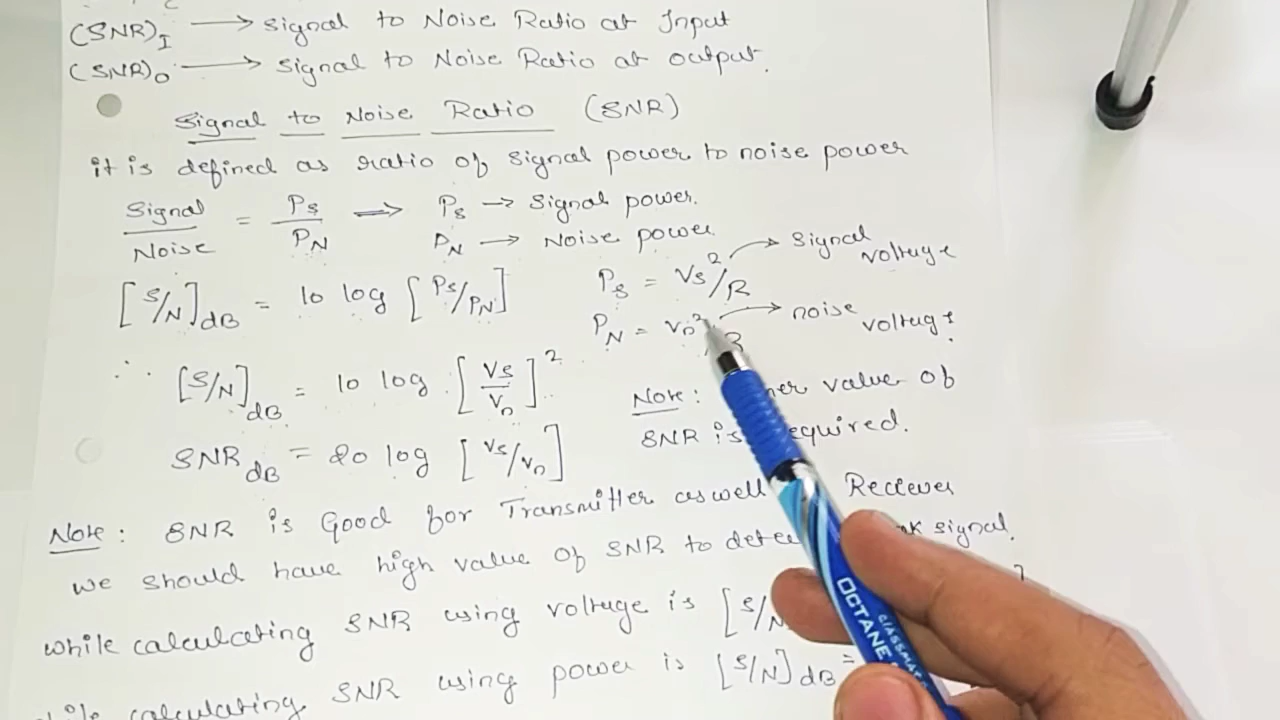 (SNR)I → Signal to Noise Ratio at Input
(SNR)O → Signal to Noise Ratio at output.
Signal to Noise Ratio (SNR)
it is defined as ratio of signal power to noise power
Signal/Noise = PS/PN → PS → Signal power.
PN → Noise power
[S/N]dB = 10 log [PS/PN]
PS = VS²/R → Signal voltage
PN = Vn²/R → noise voltage.
∴ [S/N]dB = 10 log [VS/Vn]²
SNRdB = 20 log [VS/Vn]
Note: value of
SNR is required.
Note: SNR is Good for Transmitter aswell Reciever
we should have high value of SNR to signal.
while calculating SNR using voltage is [S/N
calculating SNR using power is [S/N]dB =
OCTANE
CLASSMATE